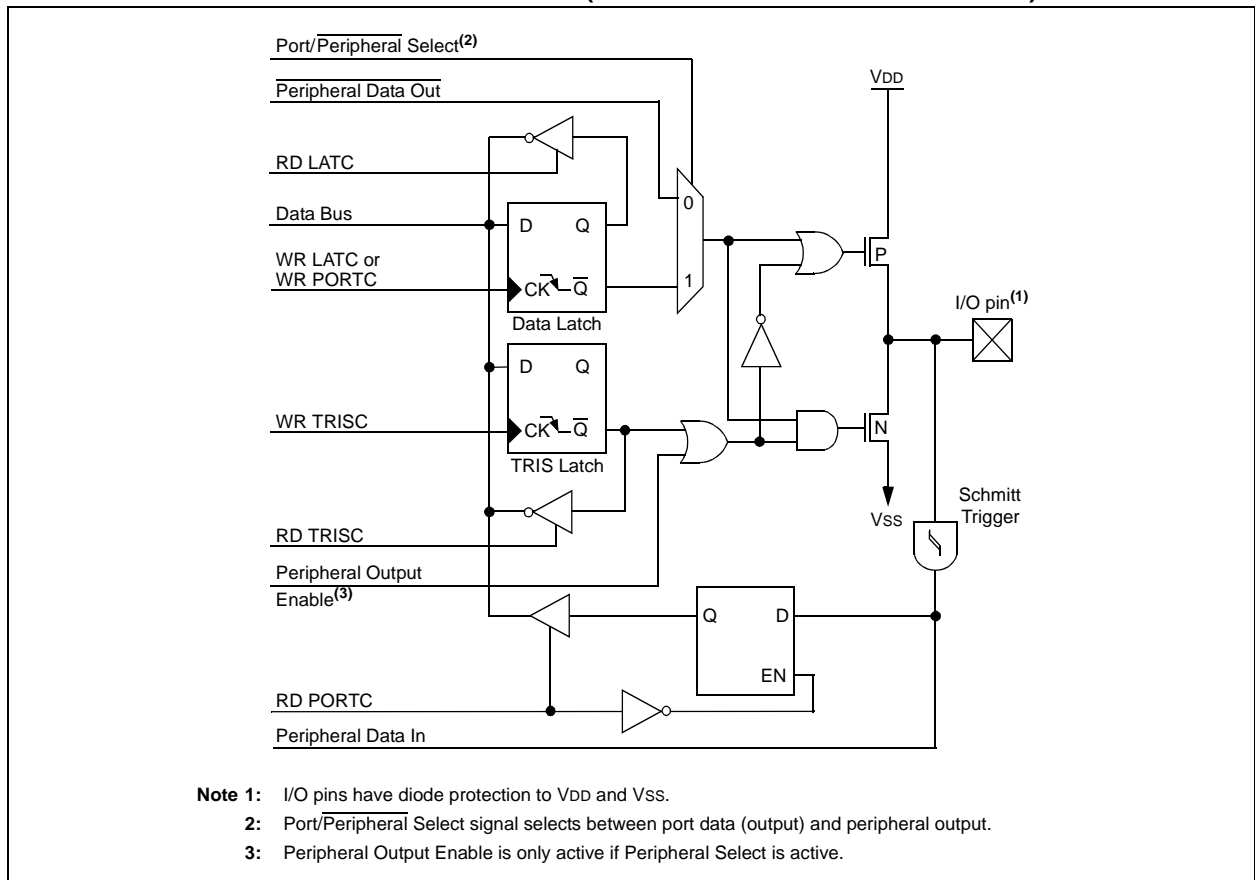 Port/Peripheral Select(2)
Peripheral Data Out
VDD
RD LATC
0
Data Bus
D Q
WR LATC or
WR PORTC
CK Q
1
P
I/O pin(1)
Data Latch
D Q
WR TRISC
CK Q
N
TRIS Latch
VSS
Schmitt
Trigger
RD TRISC
Peripheral Output
Enable(3)
Q D
EN
RD PORTC
Peripheral Data In
Note 1: I/O pins have diode protection to VDD and VSS.
2: Port/Peripheral Select signal selects between port data (output) and peripheral output.
3: Peripheral Output Enable is only active if Peripheral Select is active.